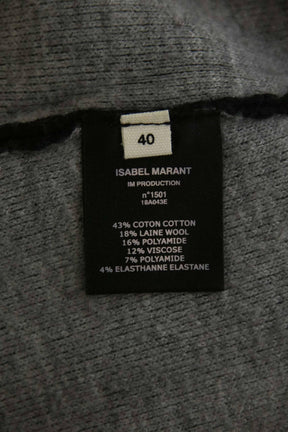 40
ISABEL MARANT
IM PRODUCTION
n°1501
18A043E
43% COTON COTTON
18% LAINE WOOL
16% POLYAMIDE
12% VISCOSE
7% POLYAMIDE
4% ELASTHANNE ELASTANE